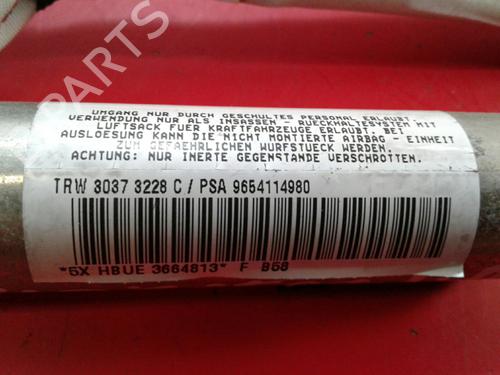 PARTS
UMGANG NUR DURCH GESCHULTES PERSONAL ERLAUBT.
VERWENDUNG NUR ALS INSASSEN - RUECKHALTESYSTEM MIT
LUFTSACK FUER KRAFTFAHRZEUGE ERLAUBT. BEI
AUSLOESUNG KANN DIE NICHT MONTIERTE AIRBAG - EINHEIT
ZUM GEFAEHRLICHEN WURFSTUECK WERDEN.
ACHTUNG: NUR INERTE GEGENSTANDE VERSCHROTTEN.
TRW 3037 3228 C / PSA 9654114980
*5X HBUE 3664813* F B58